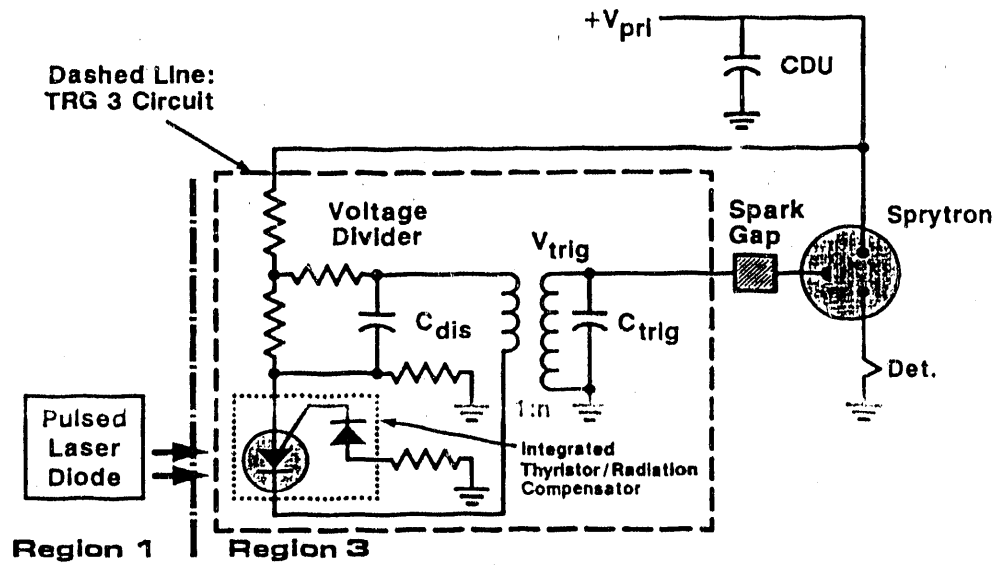 +Vpri
CDU
Dashed Line:
TRG 3 Circuit
Voltage
Divider
Vtrig
Spark
Gap
Sprytron
Cdis
Ctrig
Det.
1:n
Pulsed
Laser
Diode
Integrated
Thyristor/Radiation
Compensator
Region 1
Region 3